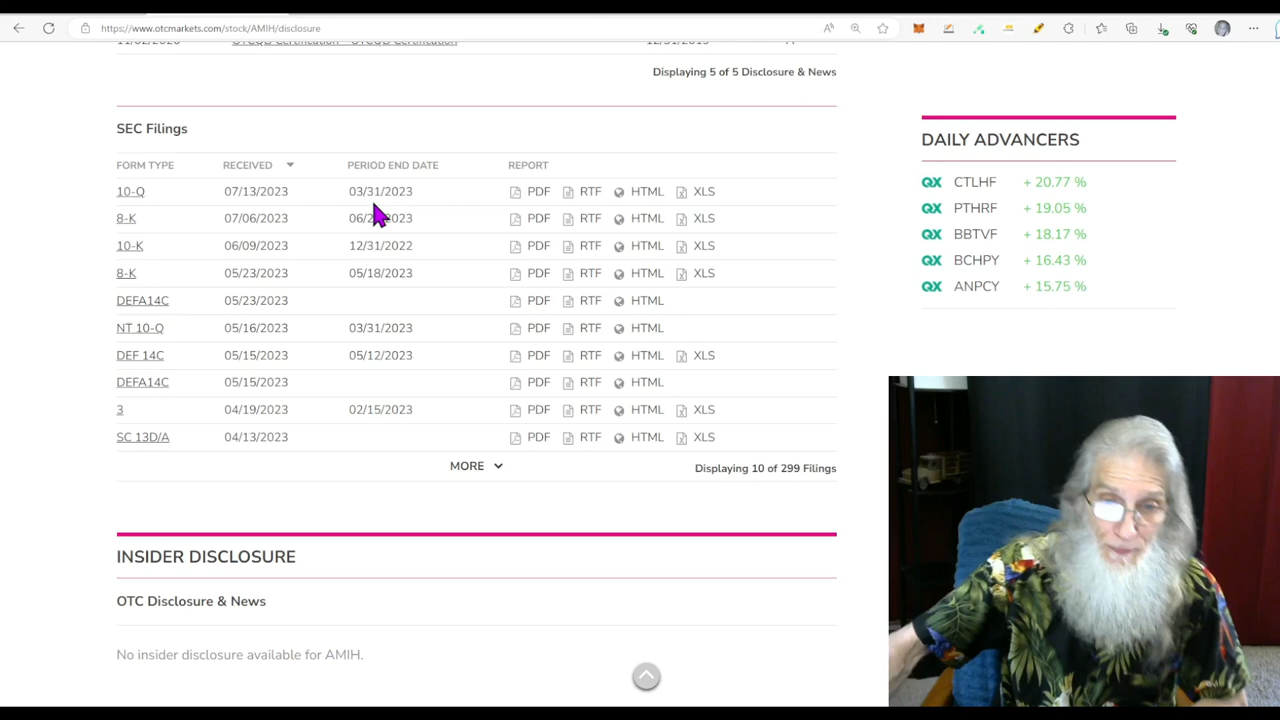 https://www.otcmarkets.com/stock/AMIH/disclosure
OTCQB Certification - OTCQB Certification
Displaying 5 of 5 Disclosure & News
SEC Filings
FORM TYPE RECEIVED PERIOD END DATE REPORT
10-Q 07/13/2023 03/31/2023 PDF RTF HTML XLS
8-K 07/06/2023 PDF RTF HTML XLS
10-K 06/09/2023 12/31/2022 PDF RTF HTML XLS
8-K 05/23/2023 05/18/2023 PDF RTF HTML XLS
DEFA14C 05/23/2023 PDF RTF HTML
NT 10-Q 05/16/2023 03/31/2023 PDF RTF HTML
DEF 14C 05/15/2023 05/12/2023 PDF RTF HTML XLS
DEFA14C 05/15/2023 PDF RTF HTML
3 04/19/2023 02/15/2023 PDF RTF HTML XLS
SC 13D/A 04/13/2023 PDF RTF HTML XLS
MORE
Displaying 10 of 299 Filings
INSIDER DISCLOSURE
OTC Disclosure & News
No insider disclosure available for AMIH.
DAILY ADVANCERS
QX CTLHF + 20.77 %
QX PTHRF + 19.05 %
QX BBTVF + 18.17 %
QX BCHPY + 16.43 %
QX ANPCY + 15.75 %